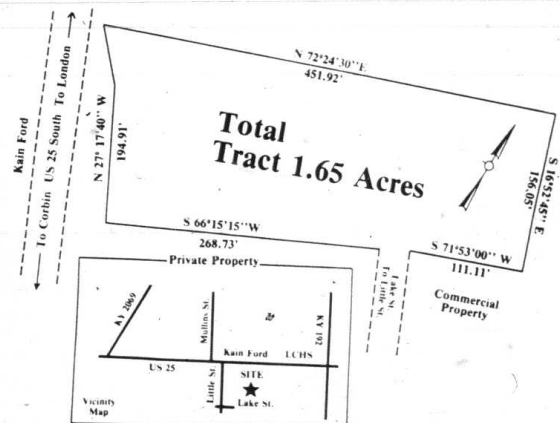 N 72°24'30''E
451.92'
Kain Ford
To Corbin US 25 South To London
N 27° 17'40'' W
194.91'
Total
Tract 1.65 Acres
S 16°52'45'' E
156.05'
S 66°15'15''W
268.73'
S 71°53'00'' W
111.11'
Lake St.
To Little St.
Commercial
Property
Private Property
KY 2069
Mullins St.
KY 192
Kain Ford LCHS
US 25
Little St.
SITE
Lake St.
Vicinity
Map